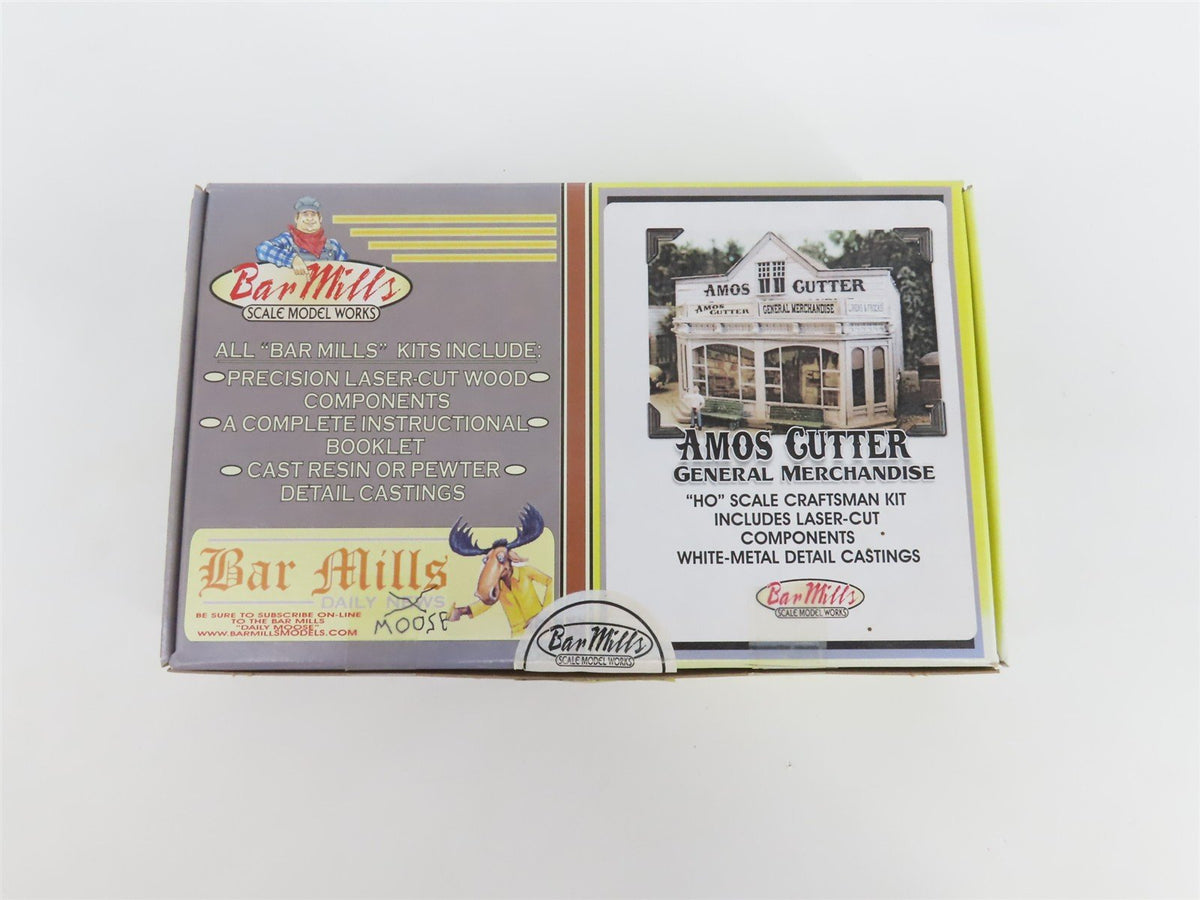 Bar Mills
SCALE MODEL WORKS
ALL "BAR MILLS" KITS INCLUDE:
PRECISION LASER-CUT WOOD
COMPONENTS
A COMPLETE INSTRUCTIONAL
BOOKLET
CAST RESIN OR PEWTER
DETAIL CASTINGS
Bar Mills
DAILY NEWS
MOOSE
BE SURE TO SUBSCRIBE ON-LINE
TO THE BAR MILLS
"DAILY MOOSE"
WWW.BARMILLSMODELS.COM
Bar Mills
SCALE MODEL WORKS
AMOS CUTTER
AMOS
CUTTER
GENERAL MERCHANDISE
AMOS CUTTER
GENERAL MERCHANDISE
"HO" SCALE CRAFTSMAN KIT
INCLUDES LASER-CUT
COMPONENTS
WHITE-METAL DETAIL CASTINGS
Bar Mills
SCALE MODEL WORKS